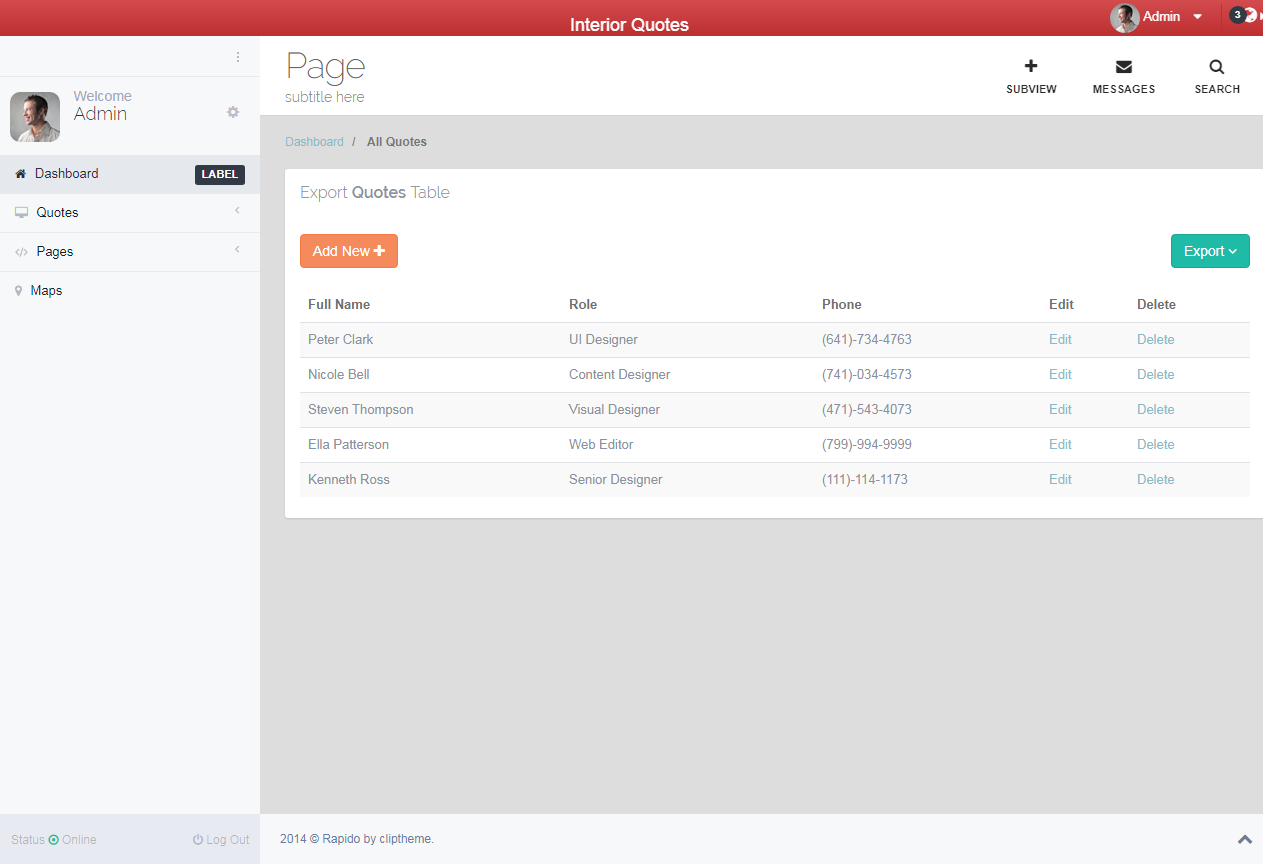 Interior Quotes
Admin
3
Welcome
Admin
Dashboard LABEL
Quotes
Pages
Maps
Status Online Log Out
Page
subtitle here
SUBVIEW MESSAGES SEARCH
Dashboard / All Quotes
Export Quotes Table
Add New Export
Full Name Role Phone Edit Delete
Peter Clark UI Designer (641)-734-4763 Edit Delete
Nicole Bell Content Designer (741)-034-4573 Edit Delete
Steven Thompson Visual Designer (471)-543-4073 Edit Delete
Ella Patterson Web Editor (799)-994-9999 Edit Delete
Kenneth Ross Senior Designer (111)-114-1173 Edit Delete
2014 © Rapido by cliptheme.